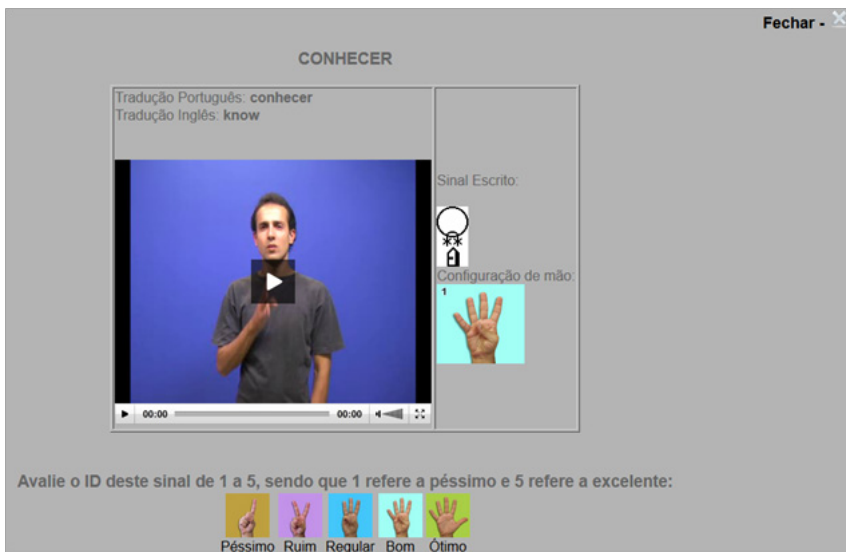 Fechar - X
CONHECER
Tradução Português: conhecer
Tradução Inglês: know
Sinal Escrito:
Configuração de mão:
1
00:00 00:00
Avalie o ID deste sinal de 1 a 5, sendo que 1 refere a péssimo e 5 refere a excelente:
Péssimo Ruim Regular Bom Ótimo